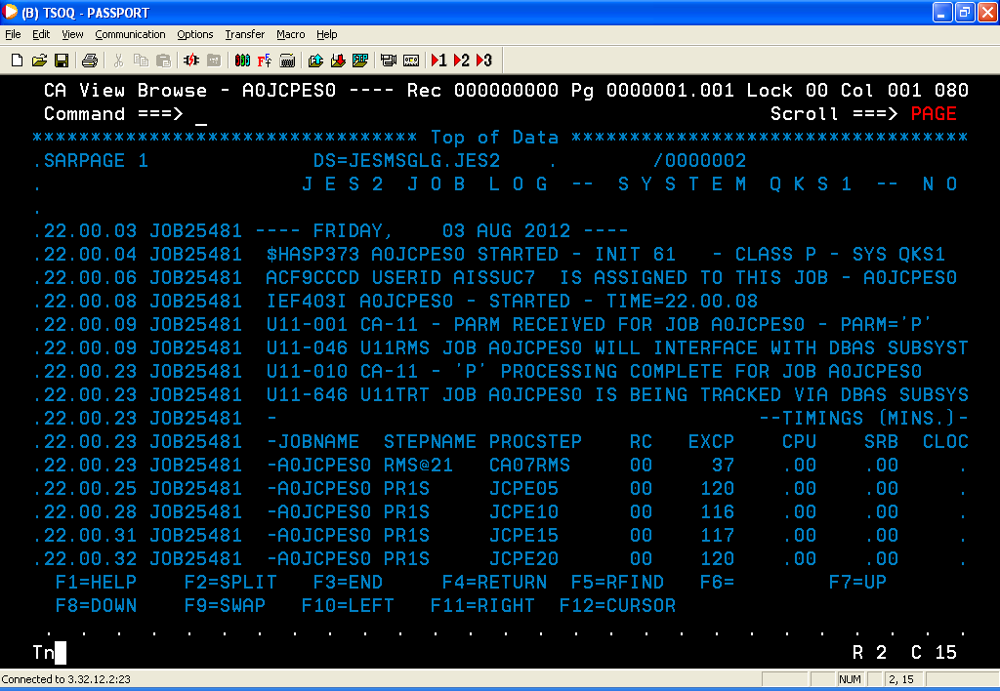 (B) TSOQ - PASSPORT
File Edit View Communication Options Transfer Macro Help
1 2 3
CA View Browse - A0JCPES0 ---- Rec 000000000 Pg 0000001.001 Lock 00 Col 001 080
Command ===> _ Scroll ===> PAGE
********************************* Top of Data **********************************
.SARPAGE 1 DS=JESMSGLG.JES2 . /0000002
. J E S 2 J O B L O G -- S Y S T E M Q K S 1 -- N O
.
.22.00.03 JOB25481 ---- FRIDAY, 03 AUG 2012 ----
.22.00.04 JOB25481 $HASP373 A0JCPES0 STARTED - INIT 61 - CLASS P - SYS QKS1
.22.00.06 JOB25481 ACF9CCCD USERID AISSUC7 IS ASSIGNED TO THIS JOB - A0JCPES0
.22.00.08 JOB25481 IEF403I A0JCPES0 - STARTED - TIME=22.00.08
.22.00.09 JOB25481 U11-001 CA-11 - PARM RECEIVED FOR JOB A0JCPES0 - PARM='P'
.22.00.09 JOB25481 U11-046 U11RMS JOB A0JCPES0 WILL INTERFACE WITH DBAS SUBSYST
.22.00.23 JOB25481 U11-010 CA-11 - 'P' PROCESSING COMPLETE FOR JOB A0JCPES0
.22.00.23 JOB25481 U11-646 U11TRT JOB A0JCPES0 IS BEING TRACKED VIA DBAS SUBSYS
.22.00.23 JOB25481 - --TIMINGS (MINS.)-
.22.00.23 JOB25481 -JOBNAME STEPNAME PROCSTEP RC EXCP CPU SRB CLOC
.22.00.23 JOB25481 -A0JCPES0 RMS@21 CA07RMS 00 37 .00 .00 .
.22.00.25 JOB25481 -A0JCPES0 PR1S JCPE05 00 120 .00 .00 .
.22.00.28 JOB25481 -A0JCPES0 PR1S JCPE10 00 116 .00 .00 .
.22.00.31 JOB25481 -A0JCPES0 PR1S JCPE15 00 117 .00 .00 .
.22.00.32 JOB25481 -A0JCPES0 PR1S JCPE20 00 120 .00 .00 .
F1=HELP F2=SPLIT F3=END F4=RETURN F5=RFIND F6= F7=UP
F8=DOWN F9=SWAP F10=LEFT F11=RIGHT F12=CURSOR
. . . . . . . . . . . . . . . . . . . . . . . . . . .
Tn R 2 C 15
Connected to 3.32.12.2:23 NUM 2, 15